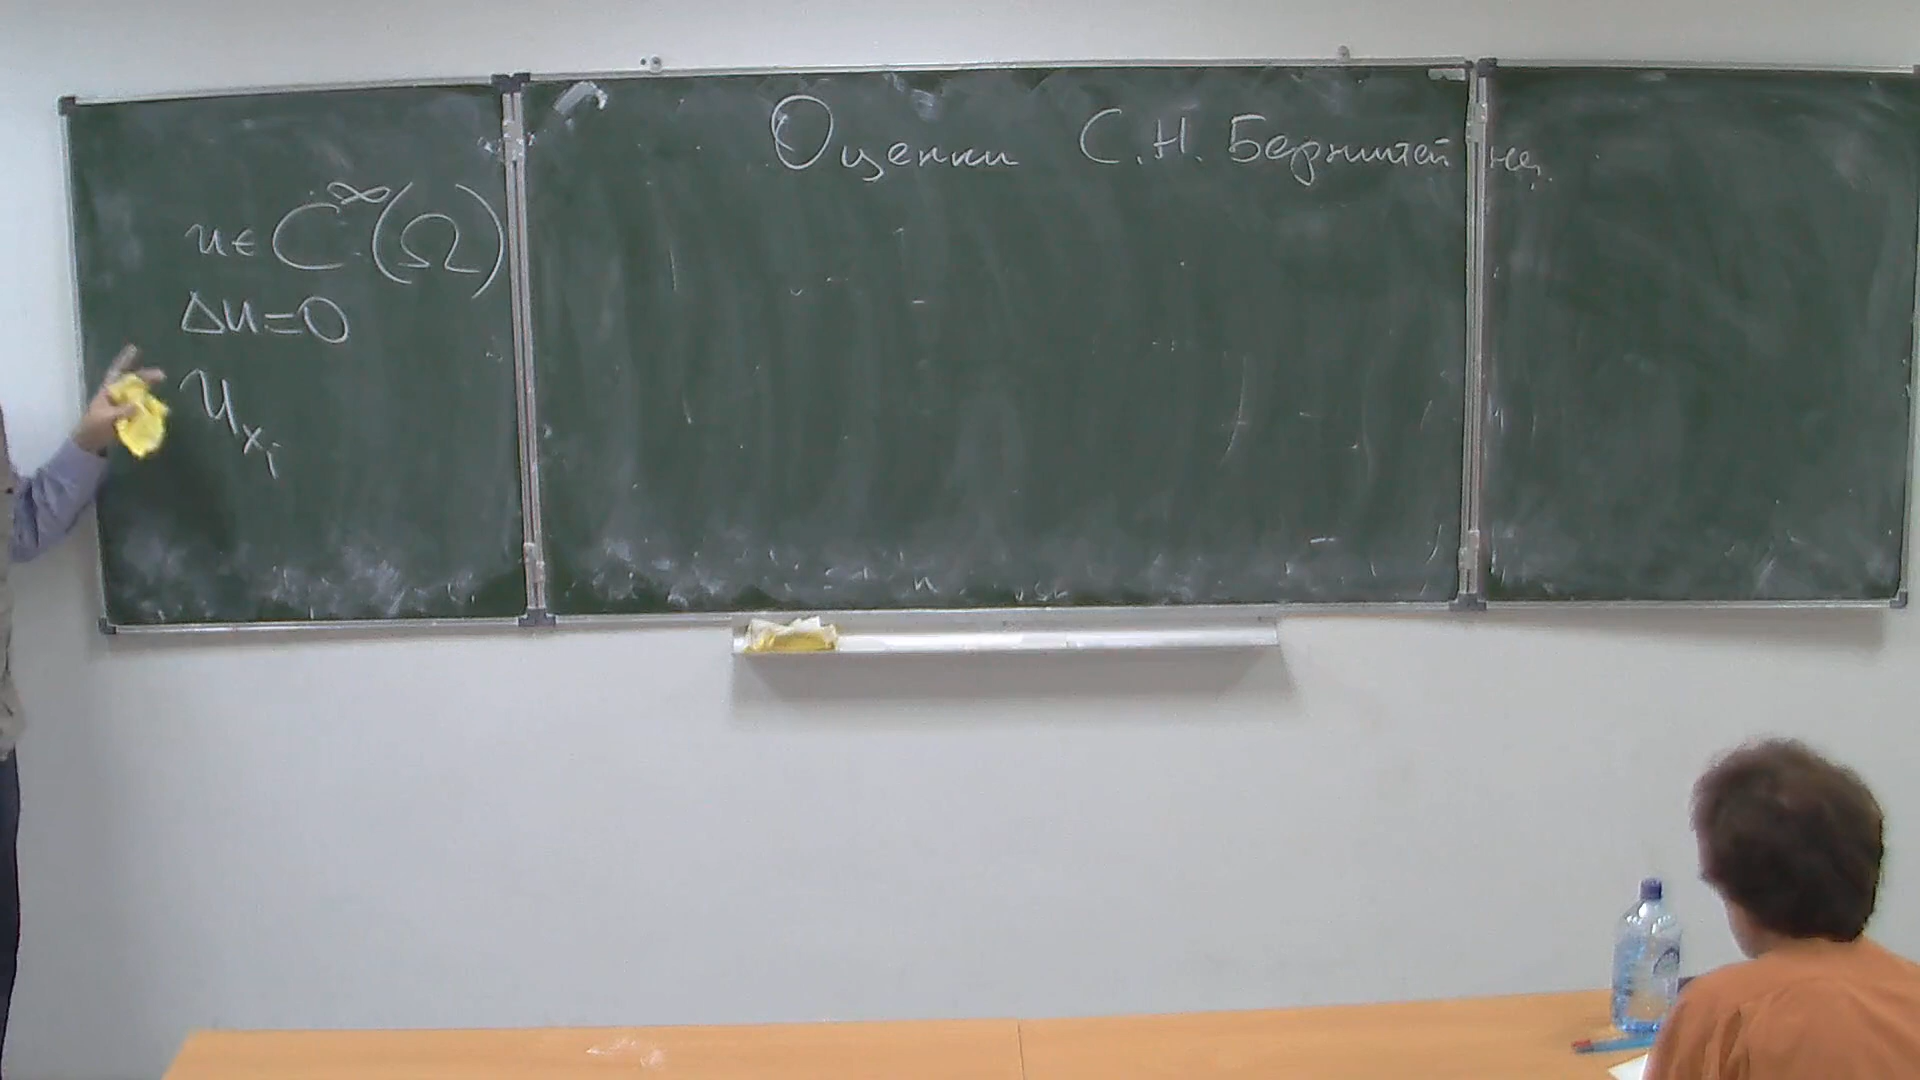 Оценки С.Н. Бернштейна
u ∈ C^∞(Ω)
Δu=0
u_{x_i}